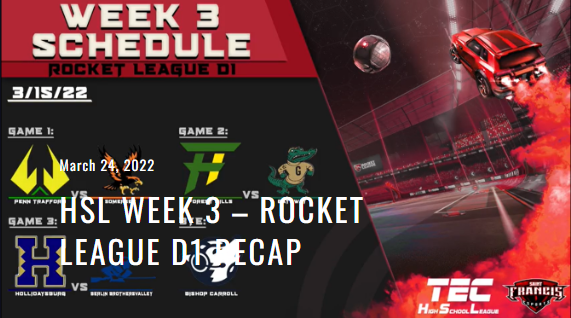 WEEK 3
SCHEDULE
ROCKET LEAGUE D1
3/15/22
GAME 1:
GAME 2:
March 24, 2022
PENN TRAFFORD
VS
VS
HSL WEEK 3 – ROCKET
LEAGUE D1 RECAP
GAME 3:
VS
HOLLIDAYSBURG
BERLIN BROTHERSVALLEY
BISHOP CARROLL
TEC
HIGH SCHOOL LEAGUE
SAINT
FRANCIS
ESPORTS